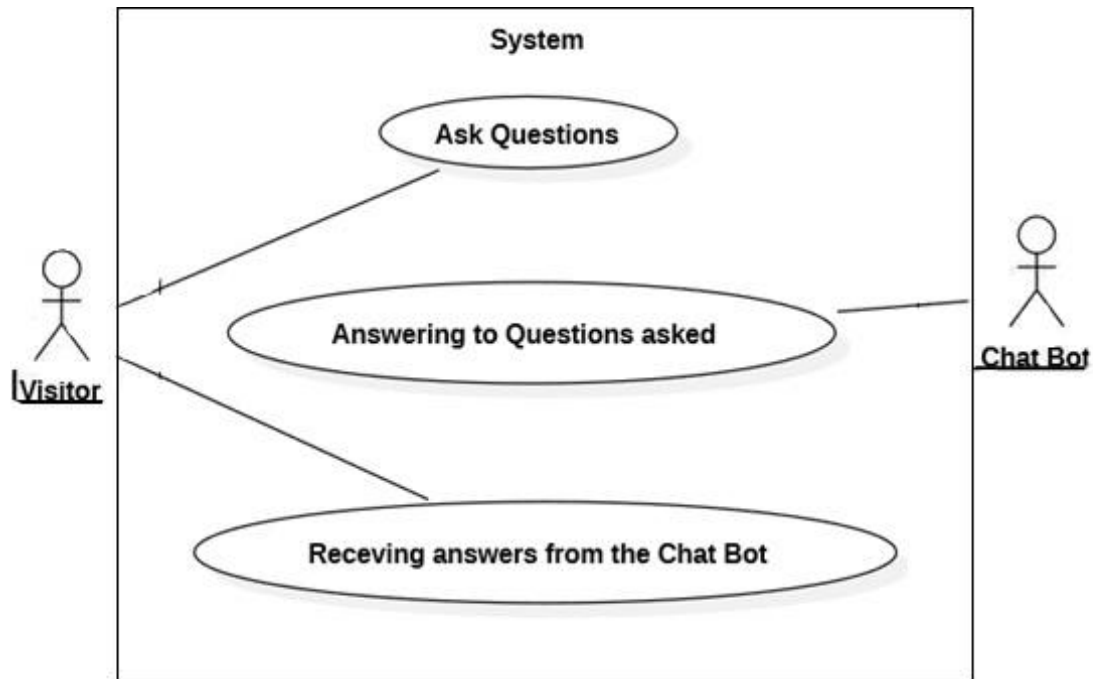 System
Ask Questions
Answering to Questions asked
Visitor
Chat Bot
Receving answers from the Chat Bot